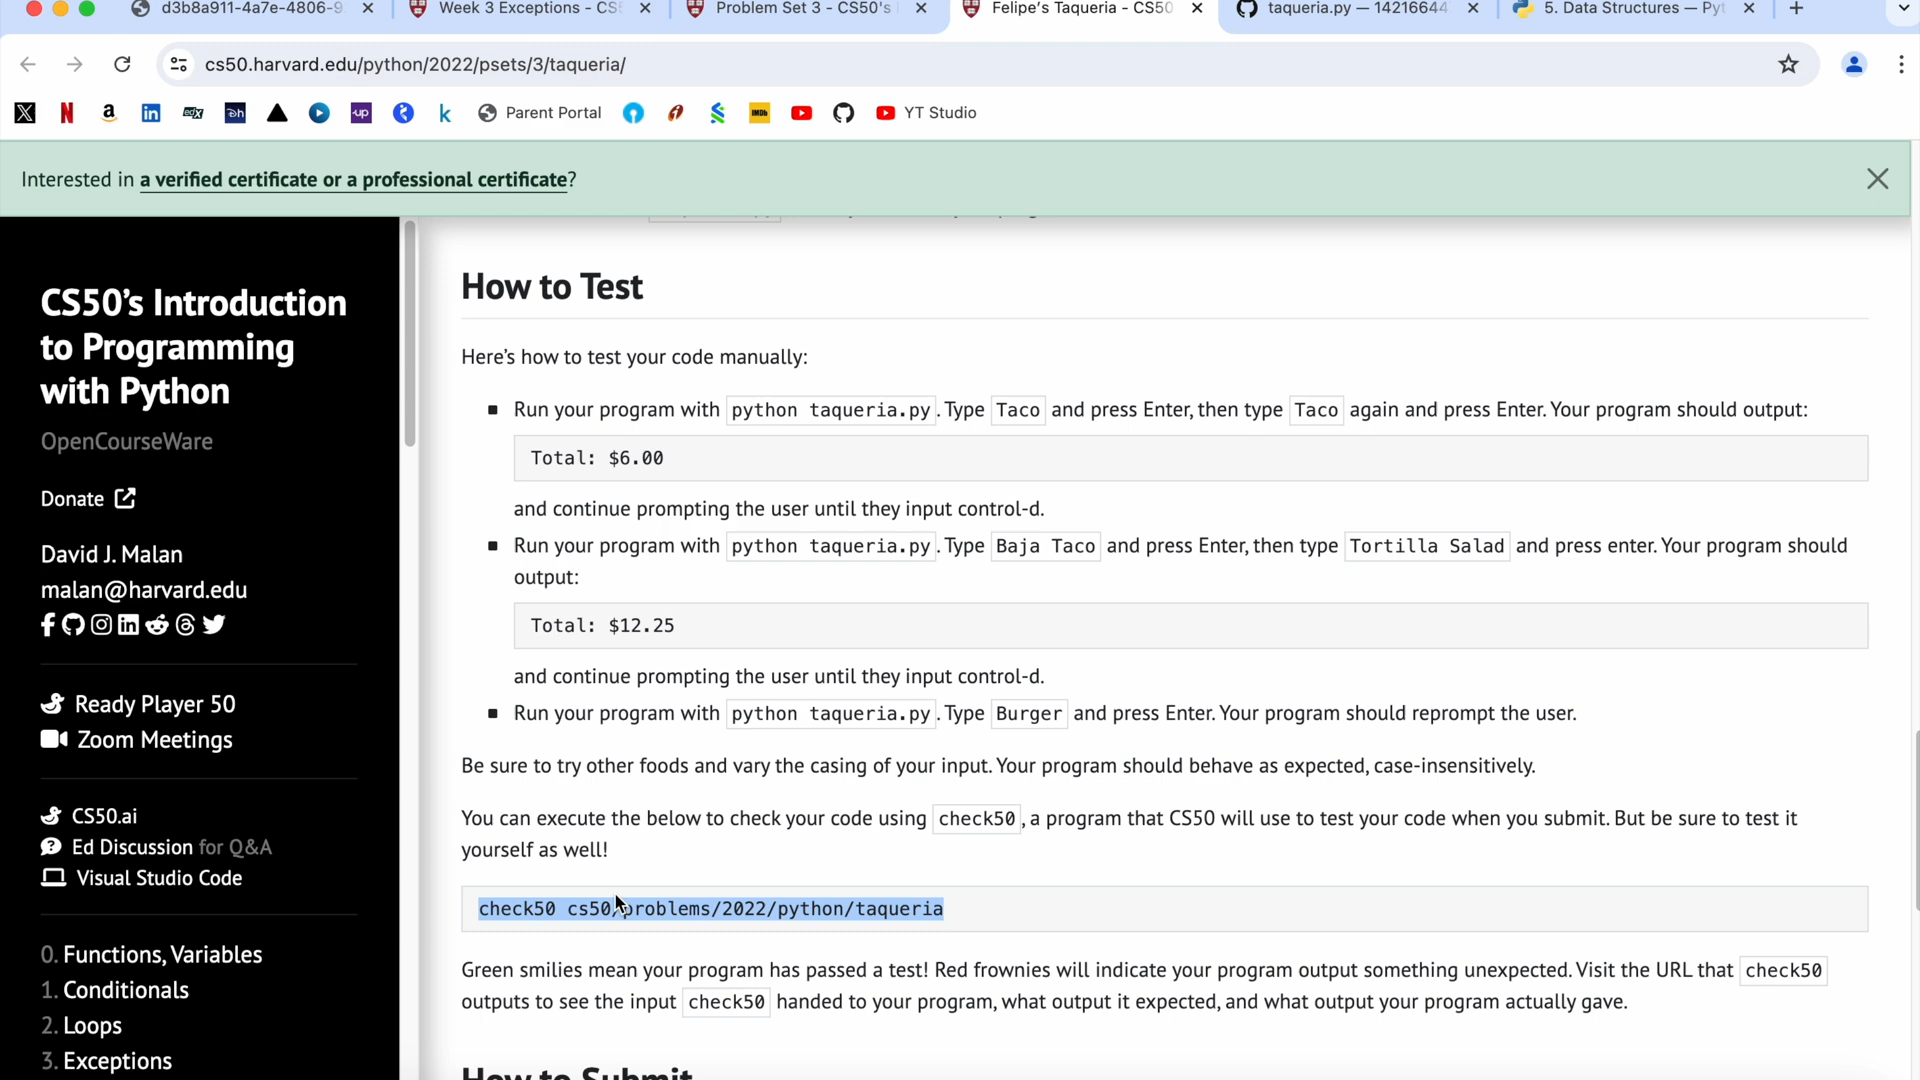 d3b8a911-4a7e-4806-9
Week 3 Exceptions - CS5
Problem Set 3 - CS50's
Felipe's Taqueria - CS50
taqueria.py — 14216644
5. Data Structures — Pyt
cs50.harvard.edu/python/2022/psets/3/taqueria/
Parent Portal
YT Studio
Interested in a verified certificate or a professional certificate?
CS50's Introduction
to Programming
with Python
OpenCourseWare
Donate
David J. Malan
malan@harvard.edu
Ready Player 50
Zoom Meetings
CS50.ai
Ed Discussion for Q&A
Visual Studio Code
0. Functions, Variables
1. Conditionals
2. Loops
3. Exceptions
How to Test
Here's how to test your code manually:
Run your program with python taqueria.py. Type Taco and press Enter, then type Taco again and press Enter. Your program should output:
Total: $6.00
and continue prompting the user until they input control-d.
Run your program with python taqueria.py. Type Baja Taco and press Enter, then type Tortilla Salad and press enter. Your program should
output:
Total: $12.25
and continue prompting the user until they input control-d.
Run your program with python taqueria.py. Type Burger and press Enter. Your program should reprompt the user.
Be sure to try other foods and vary the casing of your input. Your program should behave as expected, case-insensitively.
You can execute the below to check your code using check50, a program that CS50 will use to test your code when you submit. But be sure to test it
yourself as well!
check50 cs50/problems/2022/python/taqueria
Green smilies mean your program has passed a test! Red frownies will indicate your program output something unexpected. Visit the URL that check50
outputs to see the input check50 handed to your program, what output it expected, and what output your program actually gave.
How to Submit